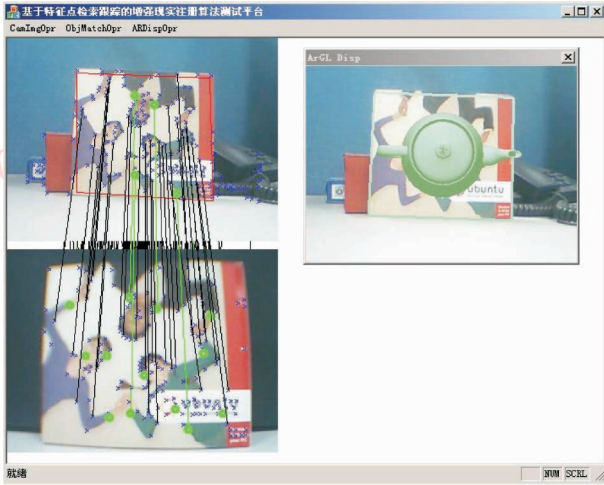 基于特征点检索跟踪的增强现实注册算法测试平台
CamImgOpr ObjMatchOpr ARDispOpr
ArGL Disp
ubuntu
就绪
NUM SCRL